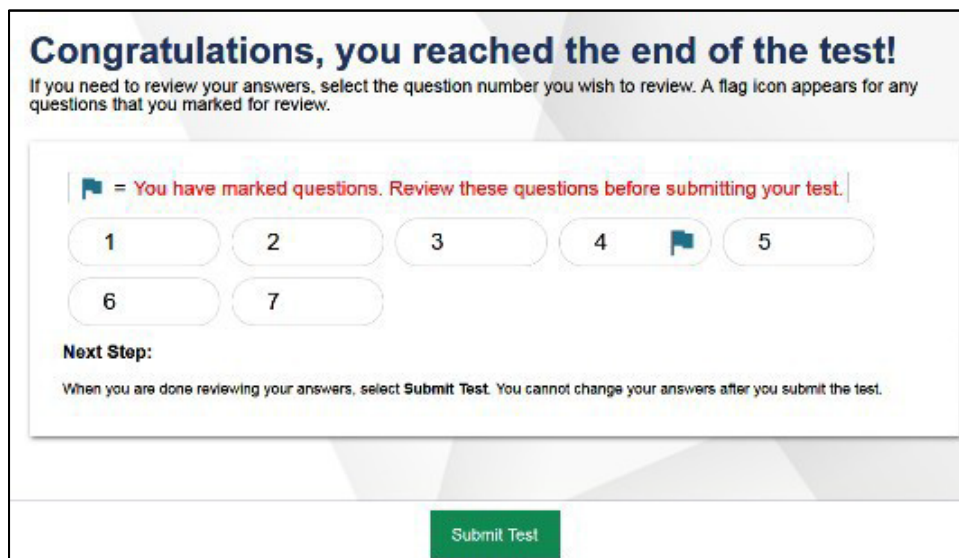 Congratulations, you reached the end of the test!
If you need to review your answers, select the question number you wish to review. A flag icon appears for any
questions that you marked for review.
= You have marked questions. Review these questions before submitting your test.
1 2 3 4 5
6 7
Next Step:
When you are done reviewing your answers, select Submit Test. You cannot change your answers after you submit the test.
Submit Test